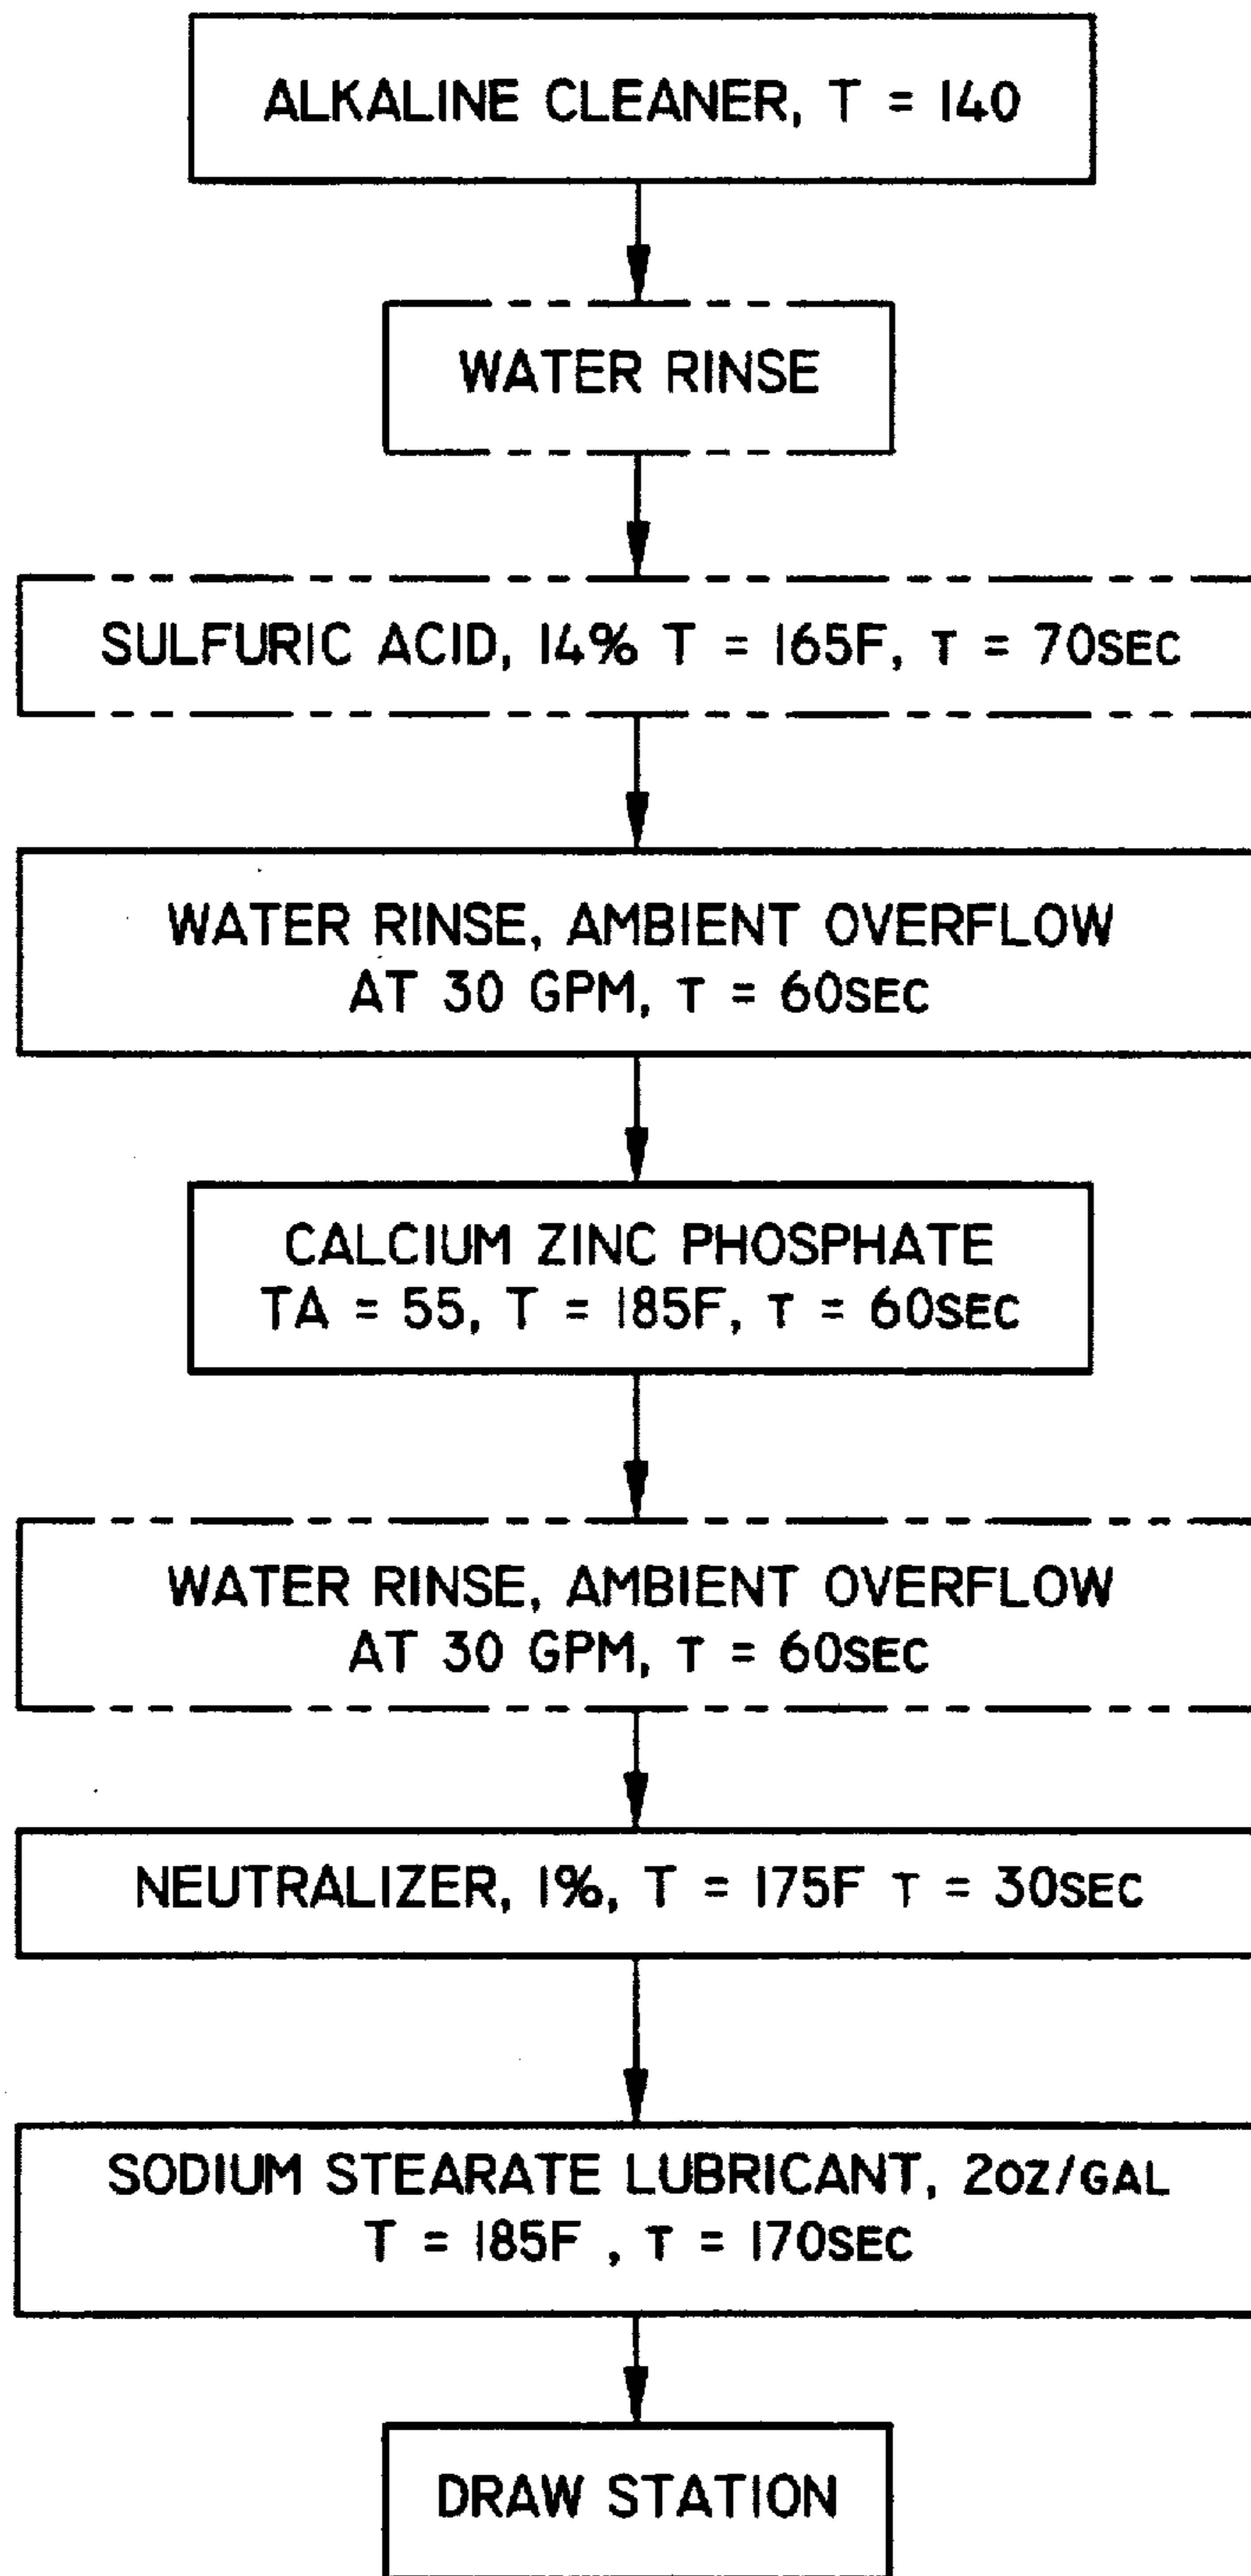 ALKALINE CLEANER, T = 140
WATER RINSE
SULFURIC ACID, 14% T = 165F, τ = 70SEC
WATER RINSE, AMBIENT OVERFLOW
AT 30 GPM, τ = 60SEC
CALCIUM ZINC PHOSPHATE
TA = 55, T = 185F, τ = 60SEC
WATER RINSE, AMBIENT OVERFLOW
AT 30 GPM, τ = 60SEC
NEUTRALIZER, 1%, T = 175F τ = 30SEC
SODIUM STEARATE LUBRICANT, 2OZ/GAL
T = 185F , τ = 170SEC
DRAW STATION